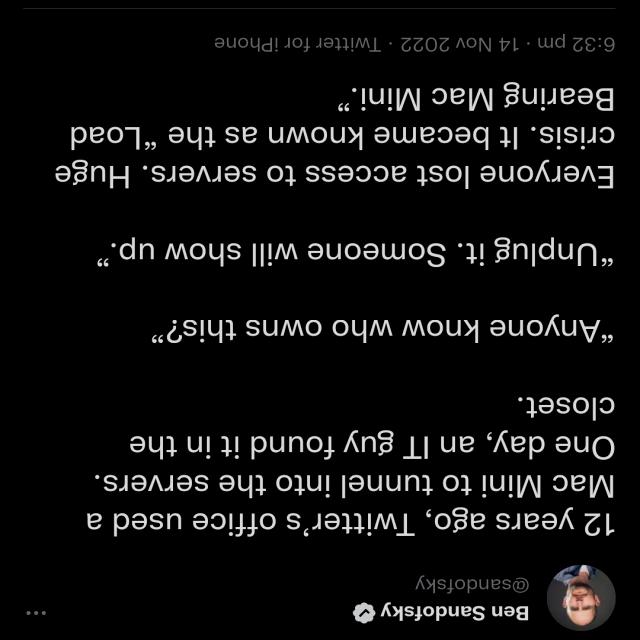 Ben Sandofsky
@sandofsky
12 years ago, Twitter's office used a
Mac Mini to tunnel into the servers.
One day, an IT guy found it in the
closet.
“Anyone know who owns this?”
“Unplug it. Someone will show up.”
Everyone lost access to servers. Huge
crisis. It became known as the “Load
Bearing Mac Mini.”
6:32 pm · 14 Nov 2022 · Twitter for iPhone